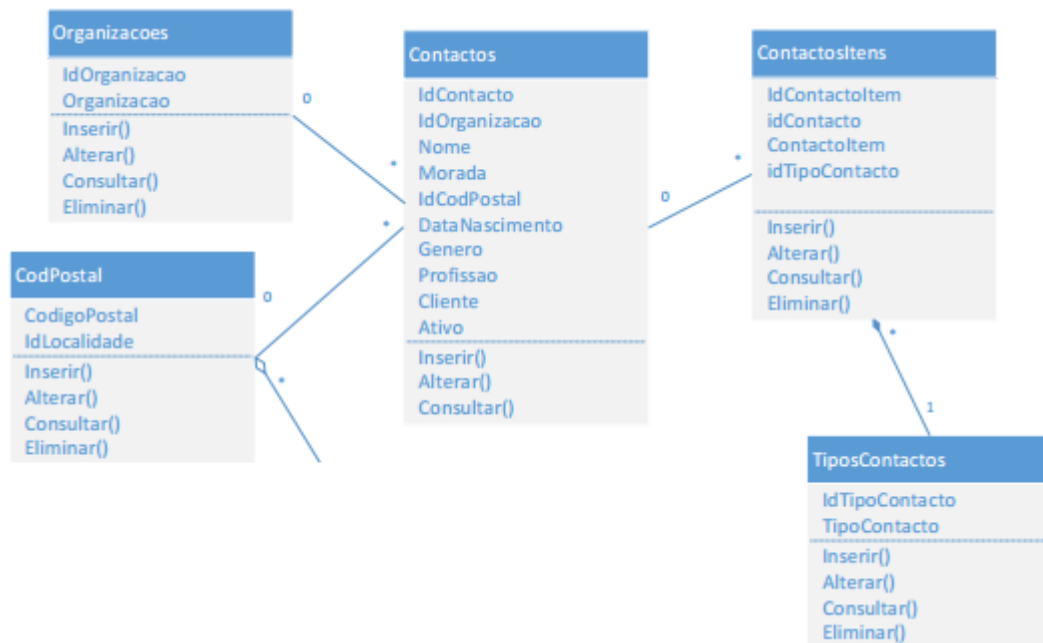 Organizacoes
IdOrganizacao
Organizacao
Inserir()
Alterar()
Consultar()
Eliminar()
0
*
Contactos
IdContacto
IdOrganizacao
Nome
Morada
IdCodPostal
DataNascimento
Genero
Profissao
Cliente
Ativo
Inserir()
Alterar()
Consultar()
ContactosItens
IdContactoItem
idContacto
ContactoItem
idTipoContacto
Inserir()
Alterar()
Consultar()
Eliminar()
*
0
CodPostal
CodigoPostal
IdLocalidade
Inserir()
Alterar()
Consultar()
Eliminar()
*
0
*
*
1
TiposContactos
IdTipoContacto
TipoContacto
Inserir()
Alterar()
Consultar()
Eliminar()